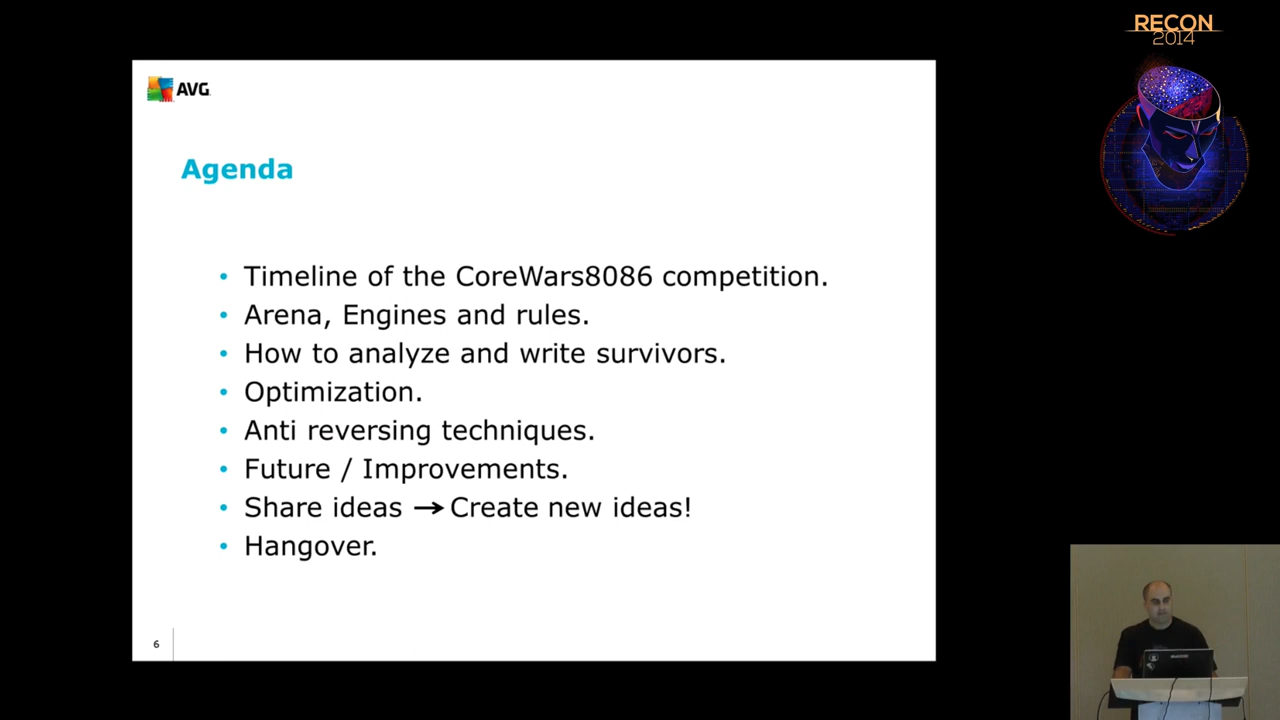 RECON
2014
AVG
Agenda
• Timeline of the CoreWars8086 competition.
• Arena, Engines and rules.
• How to analyze and write survivors.
• Optimization.
• Anti reversing techniques.
• Future / Improvements.
• Share ideas → Create new ideas!
• Hangover.
6